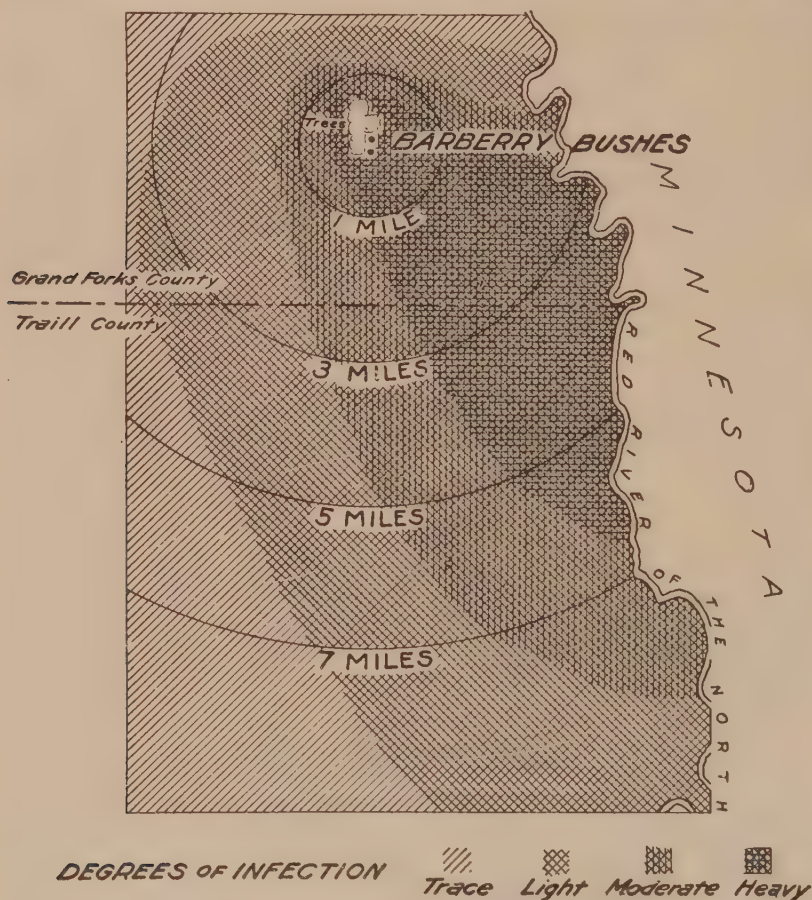 Trees
BARBERRY BUSHES
1 MILE
MINNESOTA
Grand Forks County
Traill County
3 MILES
RED RIVER OF THE NORTH
5 MILES
7 MILES
DEGREES OF INFECTION
Trace Light Moderate Heavy